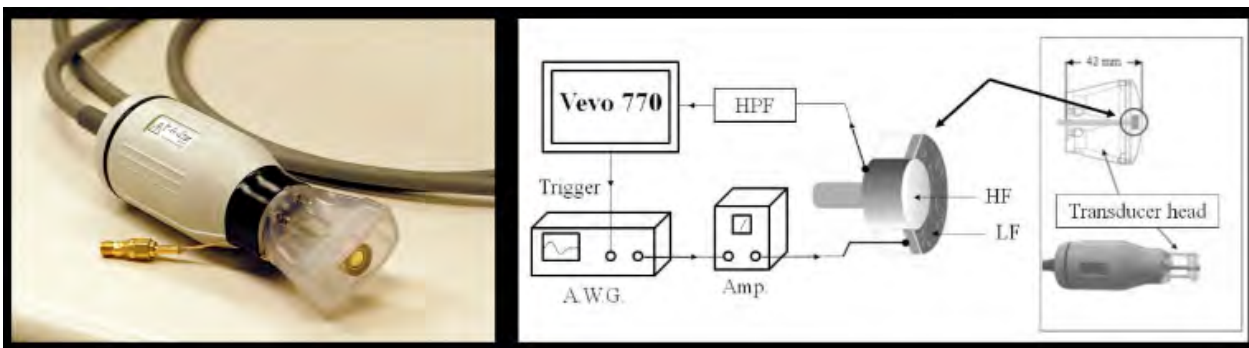 42 mm
Vevo 770
HPF
Trigger
HF
LF
Transducer head
A.W.G.
Amp.